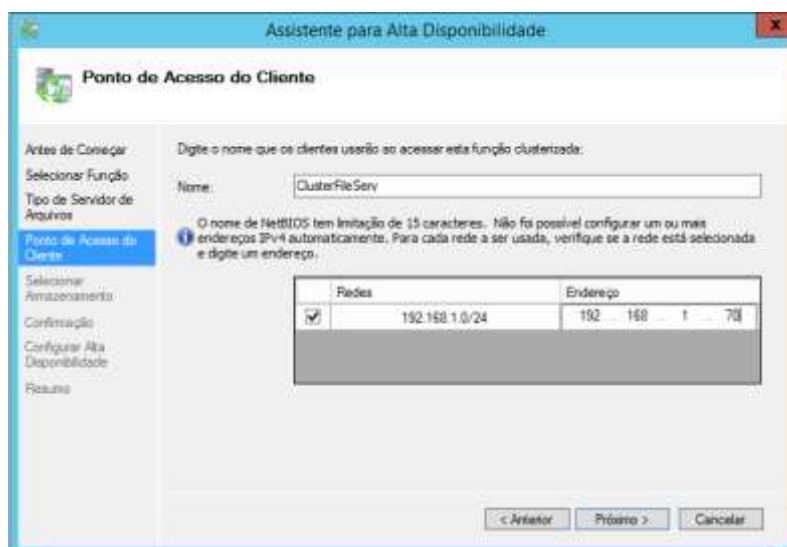 Assistente para Alta Disponibilidade
x
Ponto de Acesso do Cliente
Antes de Começar
Selecionar Função
Tipo de Servidor de
Arquivos
Ponto de Acesso do
Cliente
Selecionar
Armazenamento
Confirmação
Configurar Alta
Disponibilidade
Resumo
Digite o nome que os clientes usarão ao acessar esta função clusterizada:
Nome: ClusterFileServ
O nome de NetBIOS tem limitação de 15 caracteres. Não foi possível configurar um ou mais
endereços IPv4 automaticamente. Para cada rede a ser usada, verifique se a rede está selecionada
e digite um endereço.
Redes Endereço
192.168.1.0/24 192 . 168 . 1 . 70
< Anterior Próximo > Cancelar